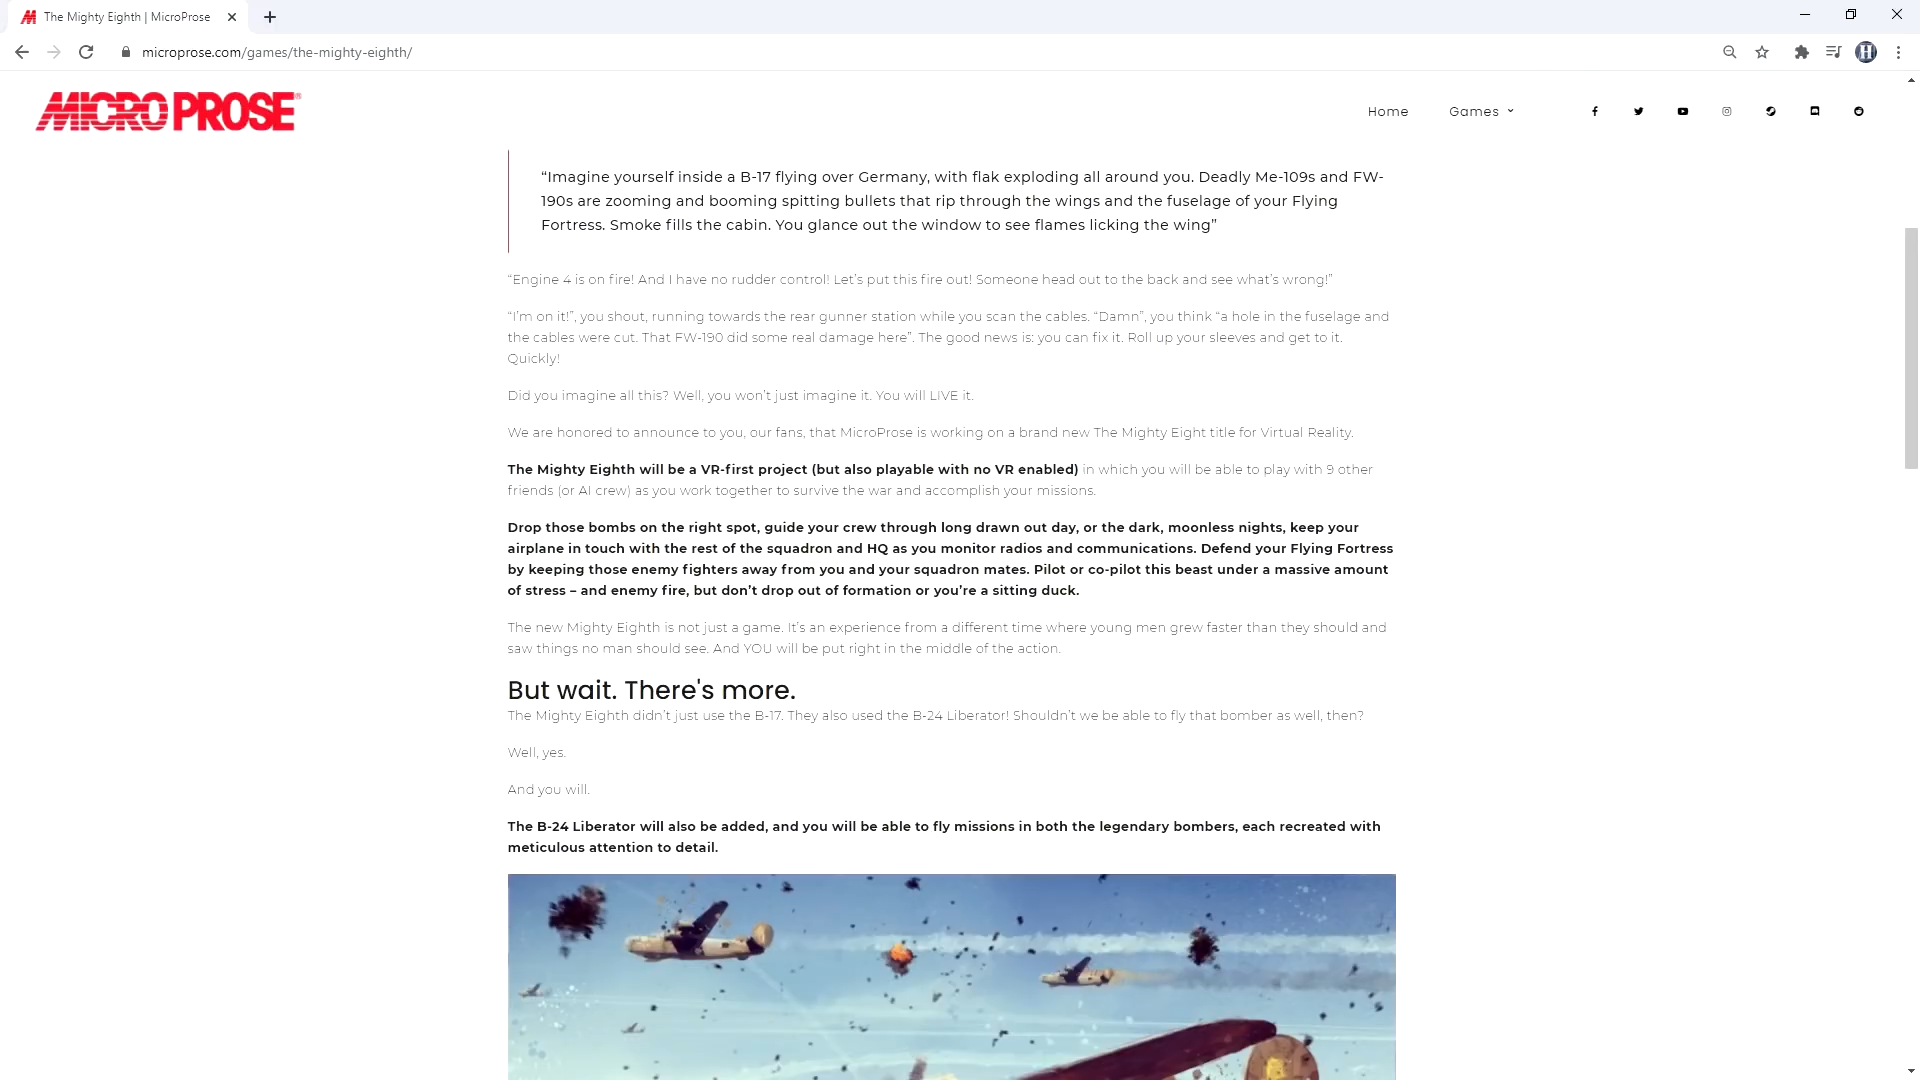 The Mighty Eighth | MicroProse
microprose.com/games/the-mighty-eighth/
MICROPROSE®
Home
Games
“Imagine yourself inside a B-17 flying over Germany, with flak exploding all around you. Deadly Me-109s and FW-
190s are zooming and booming spitting bullets that rip through the wings and the fuselage of your Flying
Fortress. Smoke fills the cabin. You glance out the window to see flames licking the wing”
“Engine 4 is on fire! And I have no rudder control! Let’s put this fire out! Someone head out to the back and see what’s wrong!”
“I’m on it!”, you shout, running towards the rear gunner station while you scan the cables. “Damn”, you think “a hole in the fuselage and
the cables were cut. That FW-190 did some real damage here”. The good news is: you can fix it. Roll up your sleeves and get to it.
Quickly!
Did you imagine all this? Well, you won’t just imagine it. You will LIVE it.
We are honored to announce to you, our fans, that MicroProse is working on a brand new The Mighty Eight title for Virtual Reality.
The Mighty Eighth will be a VR-first project (but also playable with no VR enabled) in which you will be able to play with 9 other
friends (or AI crew) as you work together to survive the war and accomplish your missions.
Drop those bombs on the right spot, guide your crew through long drawn out day, or the dark, moonless nights, keep your
airplane in touch with the rest of the squadron and HQ as you monitor radios and communications. Defend your Flying Fortress
by keeping those enemy fighters away from you and your squadron mates. Pilot or co-pilot this beast under a massive amount
of stress – and enemy fire, but don’t drop out of formation or you’re a sitting duck.
The new Mighty Eighth is not just a game. It’s an experience from a different time where young men grew faster than they should and
saw things no man should see. And YOU will be put right in the middle of the action.
But wait. There's more.
The Mighty Eighth didn’t just use the B-17. They also used the B-24 Liberator! Shouldn’t we be able to fly that bomber as well, then?
Well, yes.
And you will.
The B-24 Liberator will also be added, and you will be able to fly missions in both the legendary bombers, each recreated with
meticulous attention to detail.